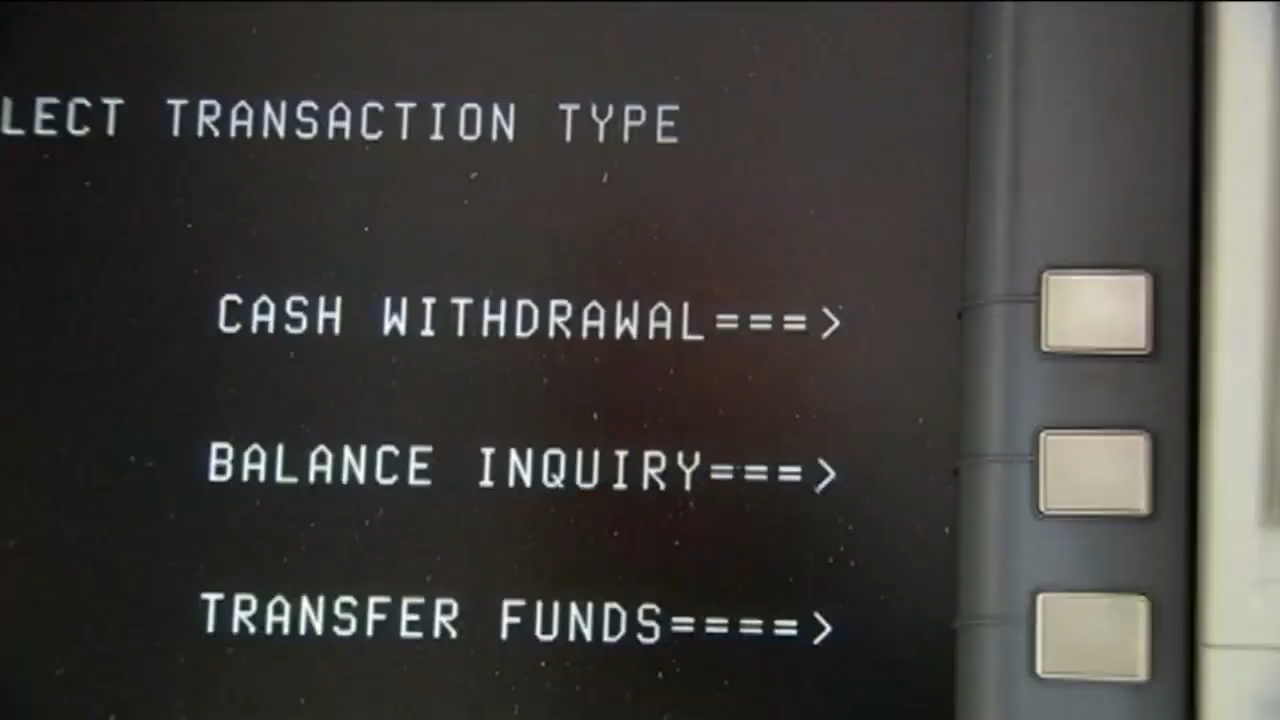 LECT TRANSACTION TYPE
CASH WITHDRAWAL===>
BALANCE INQUIRY===>
TRANSFER FUNDS====>